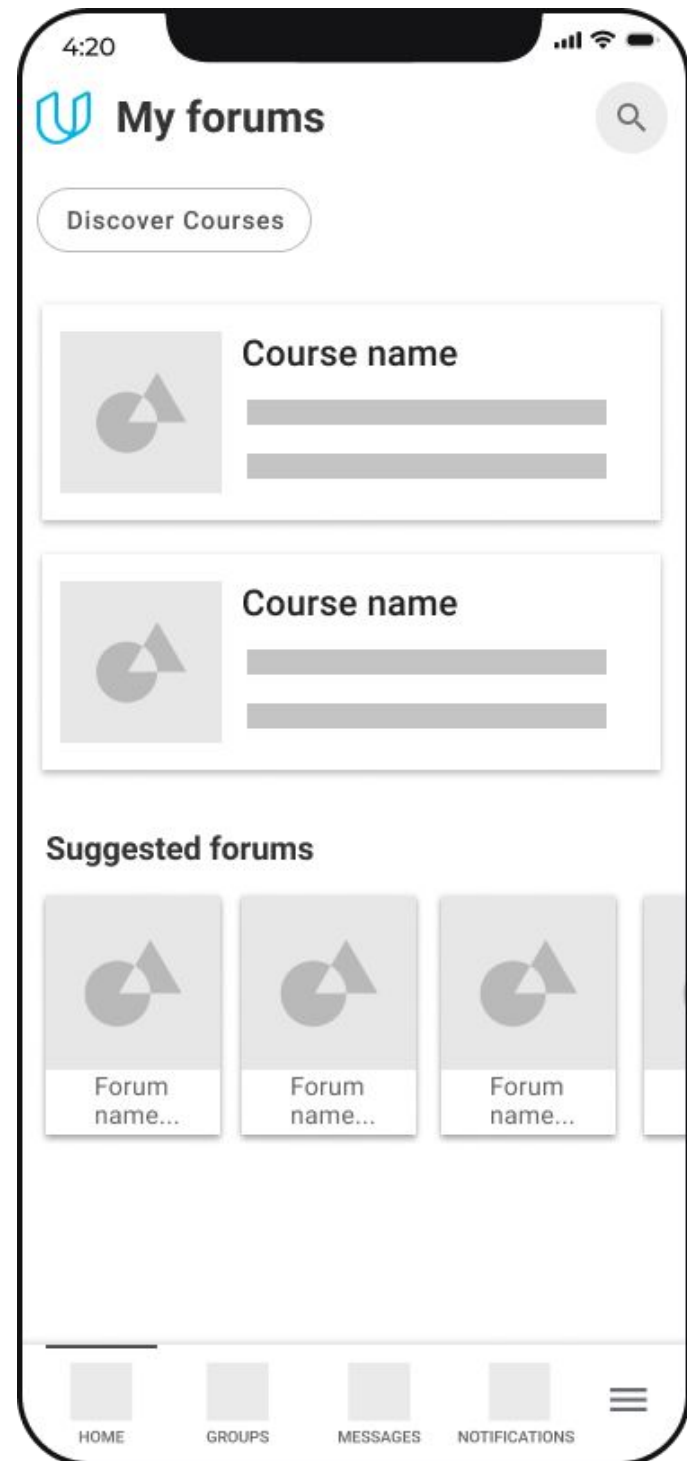 4:20
My forums
Discover Courses
Course name
Course name
Suggested forums
Forum
name...
Forum
name...
Forum
name...
HOME
GROUPS
MESSAGES
NOTIFICATIONS